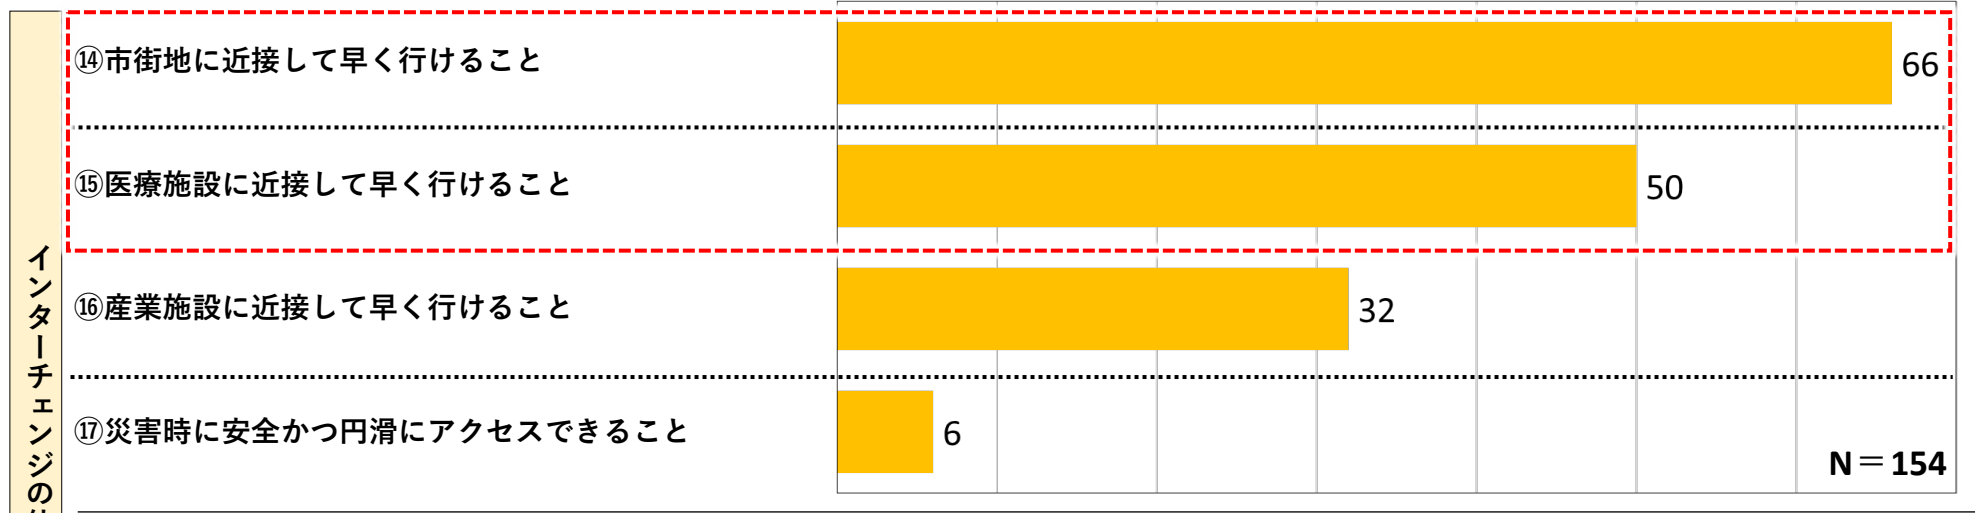 インターチェンジの
⑭市街地に近接して早く行けること
66
⑮医療施設に近接して早く行けること
50
⑯産業施設に近接して早く行けること
32
⑰災害時に安全かつ円滑にアクセスできること
6
N＝154